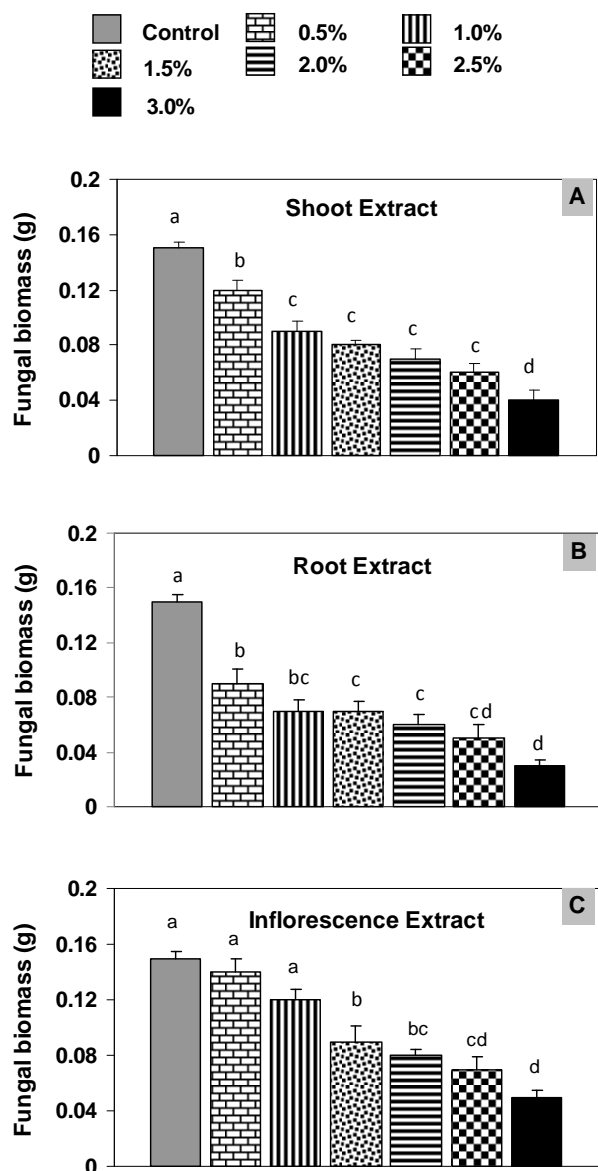 Control 0.5% 1.0%
1.5% 2.0% 2.5%
3.0%
A
Shoot Extract
Fungal biomass (g)
0.2
0.16
0.12
0.08
0.04
0
a b c c c c d
B
Root Extract
Fungal biomass (g)
0.2
0.16
0.12
0.08
0.04
0
a b bc c c cd d
C
Inflorescence Extract
Fungal biomass (g)
0.2
0.16
0.12
0.08
0.04
0
a a a b bc cd d